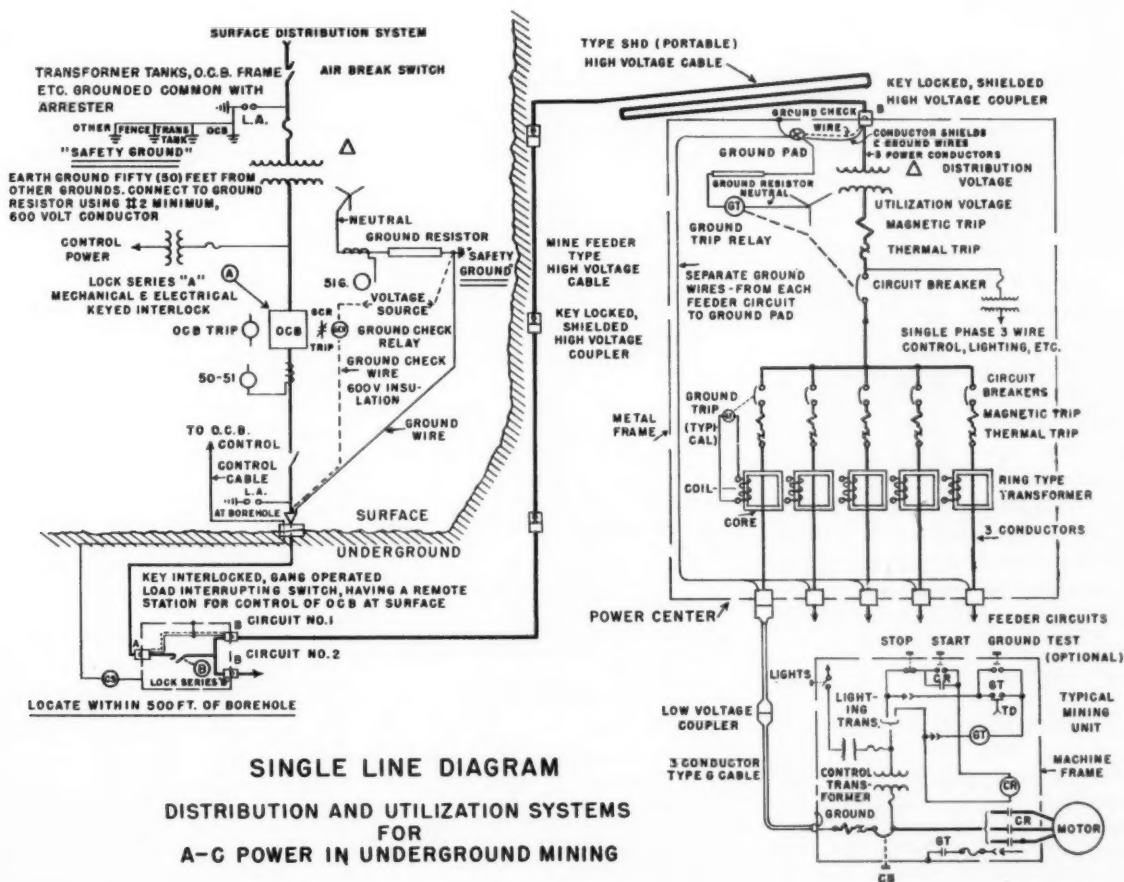 SURFACE DISTRIBUTION SYSTEM
TRANSFORMER TANKS, O.C.B. FRAME
ETC. GROUNDED COMMON WITH
ARRESTER
AIR BREAK SWITCH
L.A.
OTHER
FENCE
TRANS
TANK
OCB
"SAFETY GROUND"
EARTH GROUND FIFTY (50) FEET FROM
OTHER GROUNDS. CONNECT TO GROUND
RESISTOR USING #2 MINIMUM,
600 VOLT CONDUCTOR
NEUTRAL
GROUND RESISTOR
"SAFETY
GROUND"
CONTROL
POWER
51G.
LOCK SERIES "A"
MECHANICAL & ELECTRICAL
KEYED INTERLOCK
A
VOLTAGE
SOURCE
OCB TRIP
OCB
GCR
TRIP
GCR
GROUND CHECK
RELAY
GROUND CHECK
WIRE
600V INSU-
LATION
50-51
GROUND
WIRE
TO O.C.B.
CONTROL
CONTROL
CABLE
L.A.
AT BOREHOLE
SURFACE
UNDERGROUND
KEY INTERLOCKED, GANG OPERATED
LOAD INTERRUPTING SWITCH, HAVING A REMOTE
STATION FOR CONTROL OF OCB AT SURFACE
CIRCUIT NO.1
B
A
CIRCUIT NO.2
B
B
CS
LOCK SERIES B
LOCATE WITHIN 500 FT. OF BOREHOLE
MINE FEEDER
TYPE
HIGH VOLTAGE
CABLE
KEY LOCKED,
SHIELDED
HIGH VOLTAGE
COUPLER
TYPE SHD (PORTABLE)
HIGH VOLTAGE CABLE
KEY LOCKED, SHIELDED
HIGH VOLTAGE COUPLER
B
GROUND CHECK
WIRE
CONDUCTOR SHIELDS
& GROUND WIRES
3 POWER CONDUCTORS
GROUND PAD
DISTRIBUTION
VOLTAGE
GROUND RESISTOR
NEUTRAL
UTILIZATION VOLTAGE
GT
MAGNETIC TRIP
GROUND
TRIP RELAY
THERMAL TRIP
SEPARATE GROUND
WIRES-FROM EACH
FEEDER CIRCUIT
TO GROUND PAD
CIRCUIT BREAKER
SINGLE PHASE 3 WIRE
CONTROL, LIGHTING, ETC.
GROUND
TRIP
(TYPI
CAL)
CIRCUIT
BREAKERS
METAL
FRAME
MAGNETIC TRIP
THERMAL TRIP
COIL
RING TYPE
TRANSFORMER
CORE
3 CONDUCTORS
POWER CENTER
FEEDER CIRCUITS
STOP
START
GROUND TEST
(OPTIONAL)
LIGHTS
CR
GT
TD
LIGHT-
ING
TRANS.
TYPICAL
MINING
UNIT
GT
LOW VOLTAGE
COUPLER
3 CONDUCTOR
TYPE G CABLE
MACHINE
FRAME
CONTROL
TRANS-
FORMER
CR
GROUND
CR
MOTOR
GT
CS
SINGLE LINE DIAGRAM
DISTRIBUTION AND UTILIZATION SYSTEMS
FOR
A-C POWER IN UNDERGROUND MINING